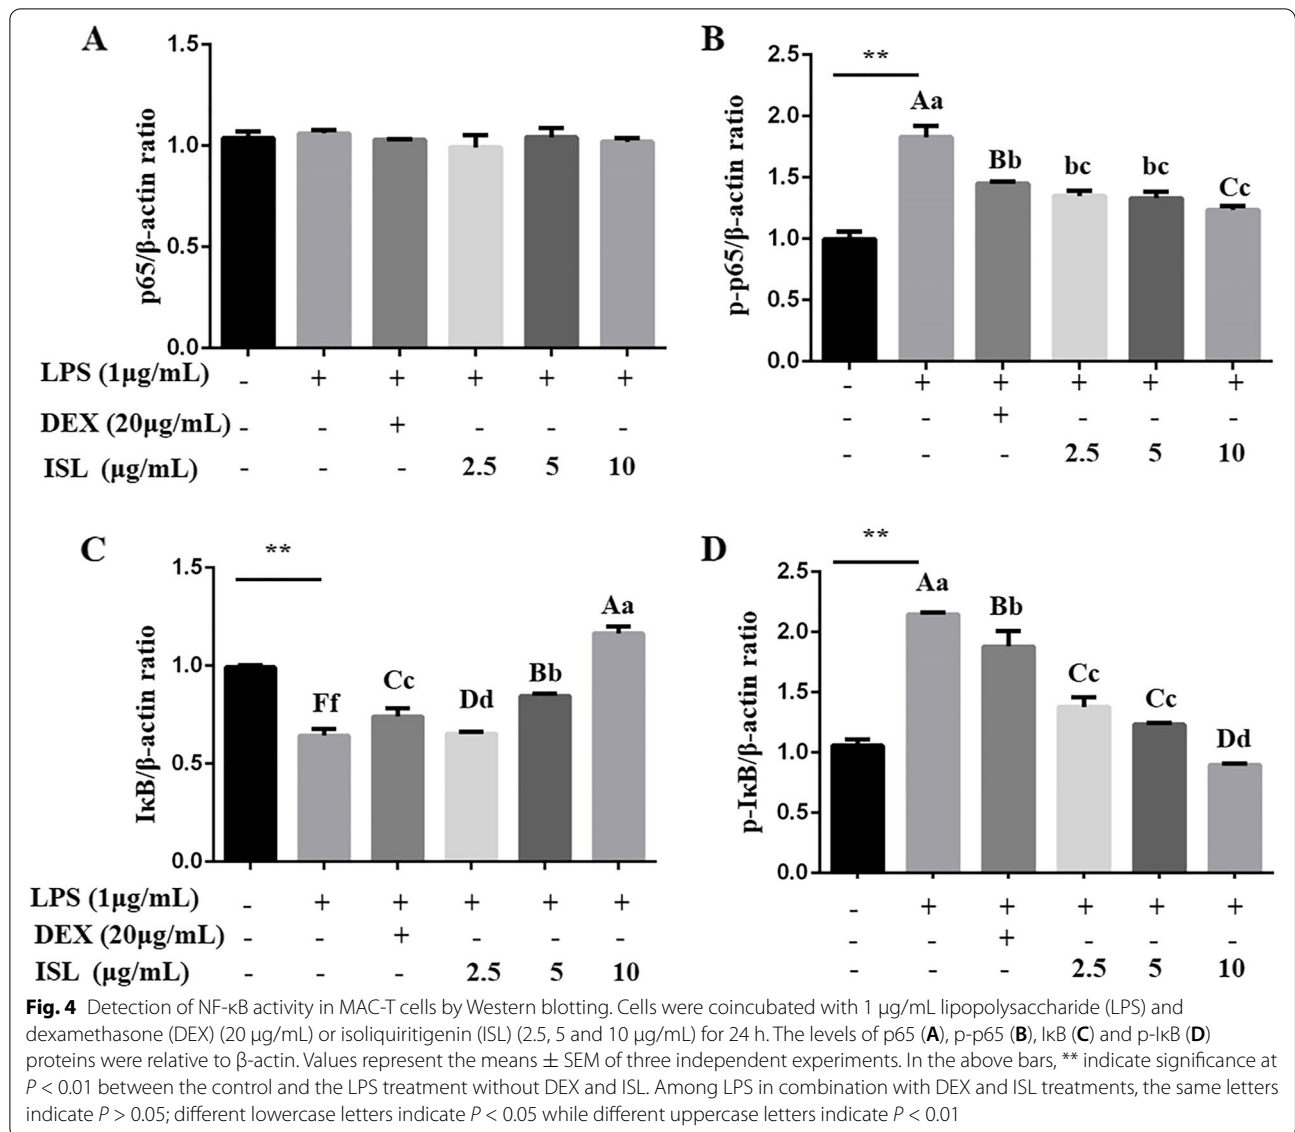 A
1.5
1.0
0.5
0.0
p65/β-actin ratio
LPS (1µg/mL) - + + + + +
DEX (20µg/mL) - - + - - -
ISL (µg/mL) - - - 2.5 5 10
B
2.5
2.0
1.5
1.0
0.5
0.0
p-p65/β-actin ratio
**
Aa
Bb
bc
bc
Cc
- + + + + +
- - + - - -
- - - 2.5 5 10
C
1.5
1.0
0.5
0.0
IκB/β-actin ratio
**
Ff
Cc
Dd
Bb
Aa
LPS (1µg/mL) - + + + + +
DEX (20µg/mL) - - + - - -
ISL (µg/mL) - - - 2.5 5 10
D
2.5
2.0
1.5
1.0
0.5
0.0
p-IκB/β-actin ratio
**
Aa
Bb
Cc
Cc
Dd
- + + + + +
- - + - - -
- - - 2.5 5 10
Fig. 4 Detection of NF-κB activity in MAC-T cells by Western blotting. Cells were coincubated with 1 µg/mL lipopolysaccharide (LPS) and
dexamethasone (DEX) (20 µg/mL) or isoliquiritigenin (ISL) (2.5, 5 and 10 µg/mL) for 24 h. The levels of p65 (A), p-p65 (B), IκB (C) and p-IκB (D)
proteins were relative to β-actin. Values represent the means ± SEM of three independent experiments. In the above bars, ** indicate significance at
P < 0.01 between the control and the LPS treatment without DEX and ISL. Among LPS in combination with DEX and ISL treatments, the same letters
indicate P > 0.05; different lowercase letters indicate P < 0.05 while different uppercase letters indicate P < 0.01